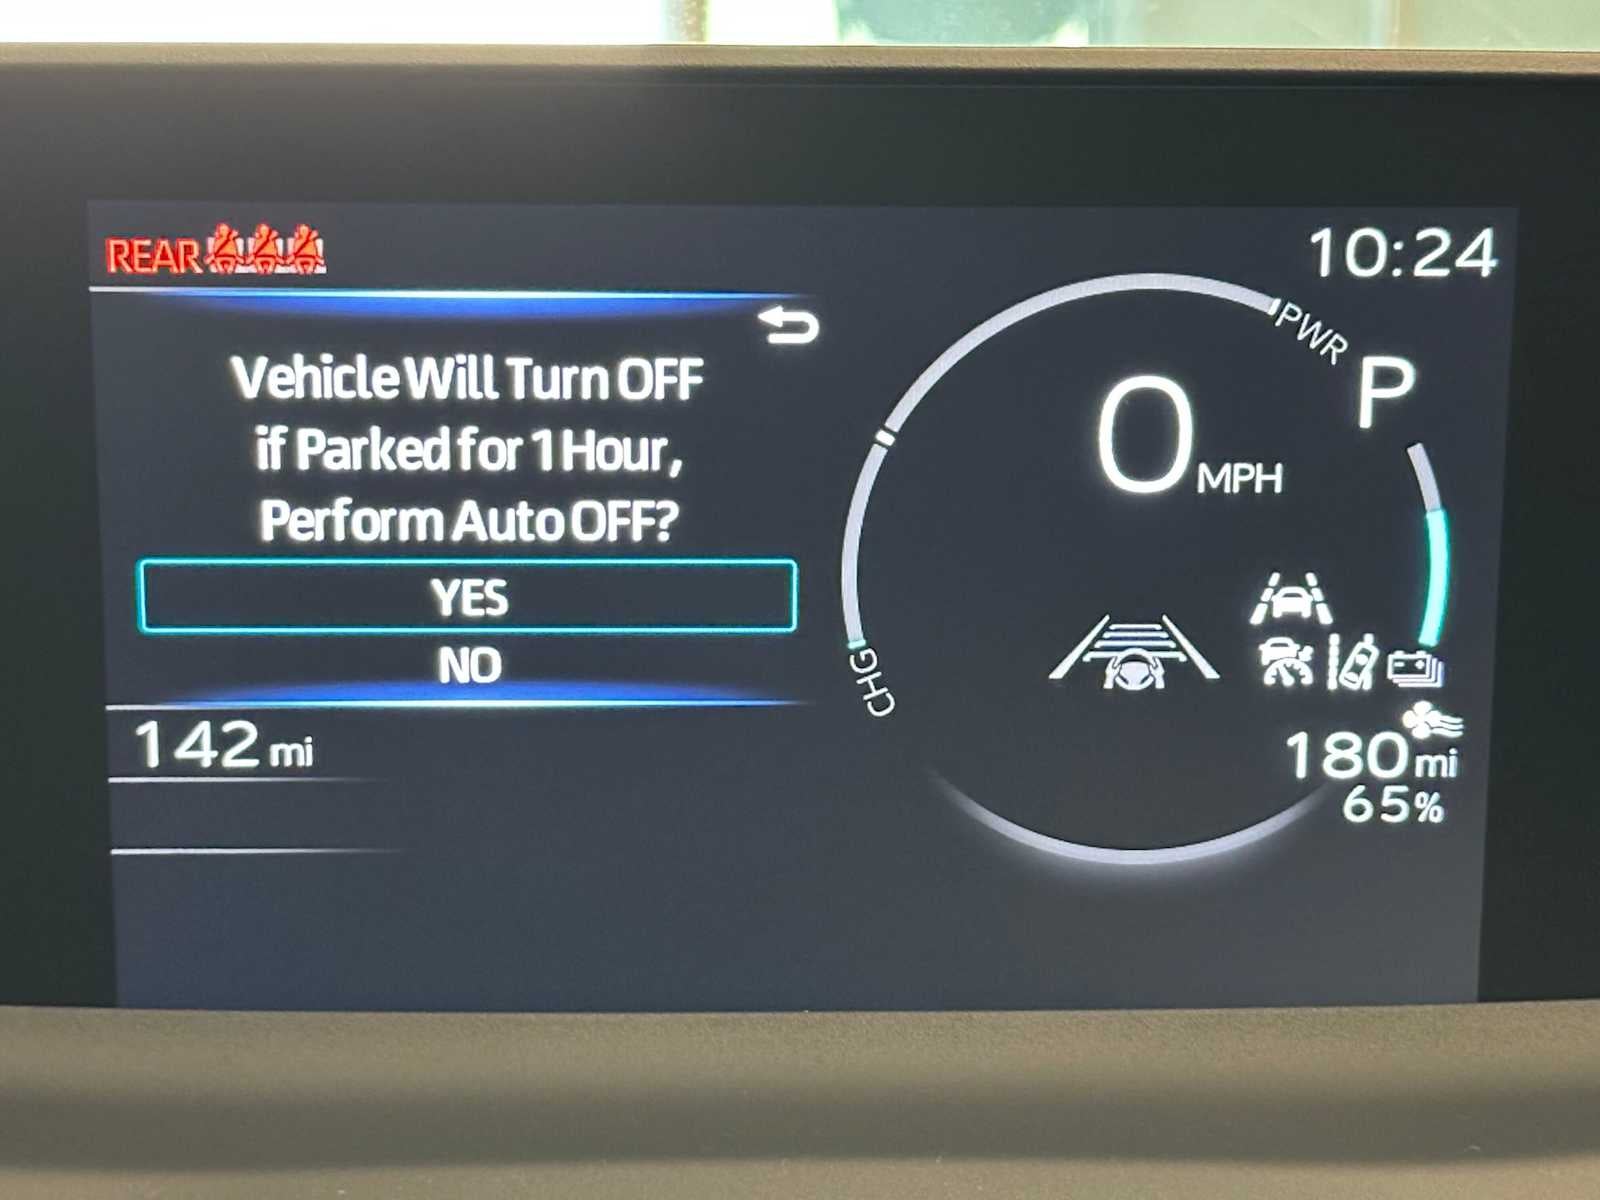 REAR
10:24
Vehicle Will Turn OFF
if Parked for 1 Hour,
Perform Auto OFF?
YES
NO
142 mi
PWR
P
0 MPH
CHG
180 mi
65%